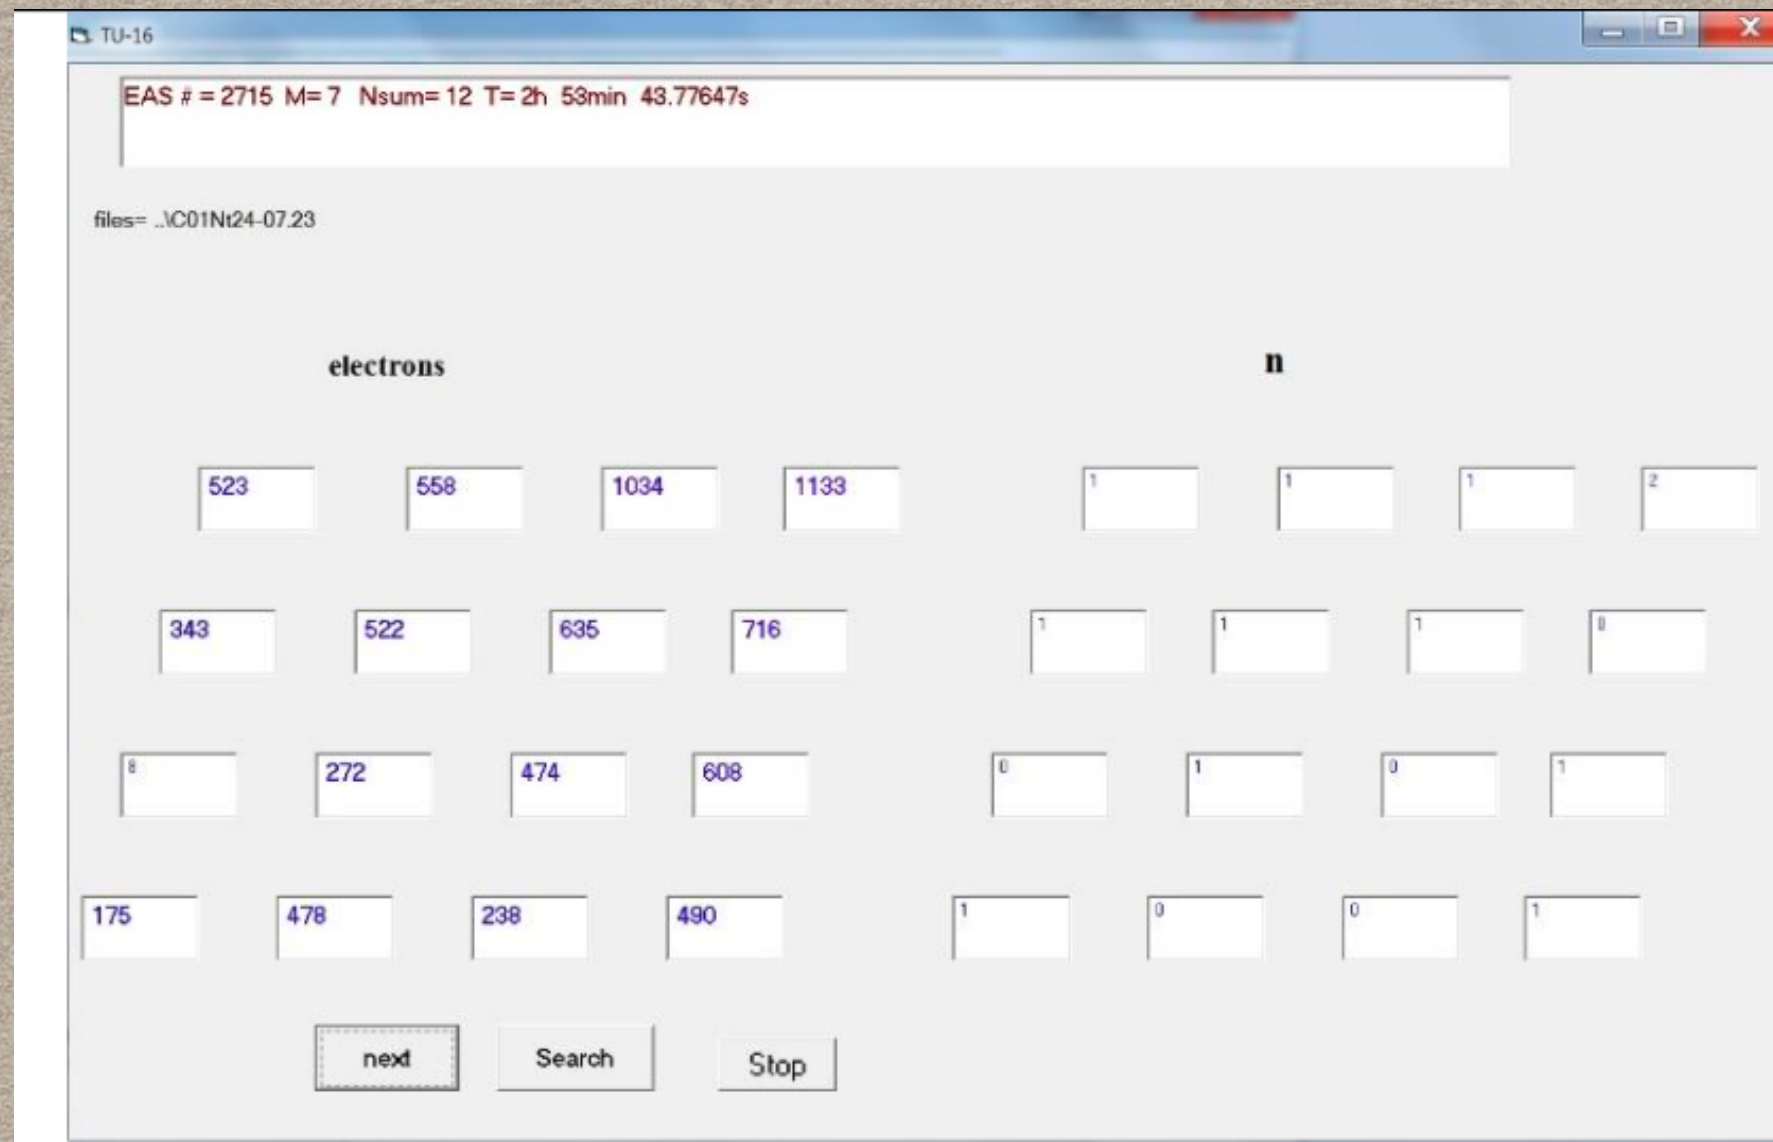 TU-16
EAS # = 2715 M= 7 Nsum= 12 T= 2h 53min 43.77647s
files= ..\C01Nt24-07.23
electrons n
523 558 1034 1133 1 1 1 2
343 522 635 716 1 1 1 0
8 272 474 608 0 1 0 1
175 478 238 490 1 0 0 1
next Search Stop